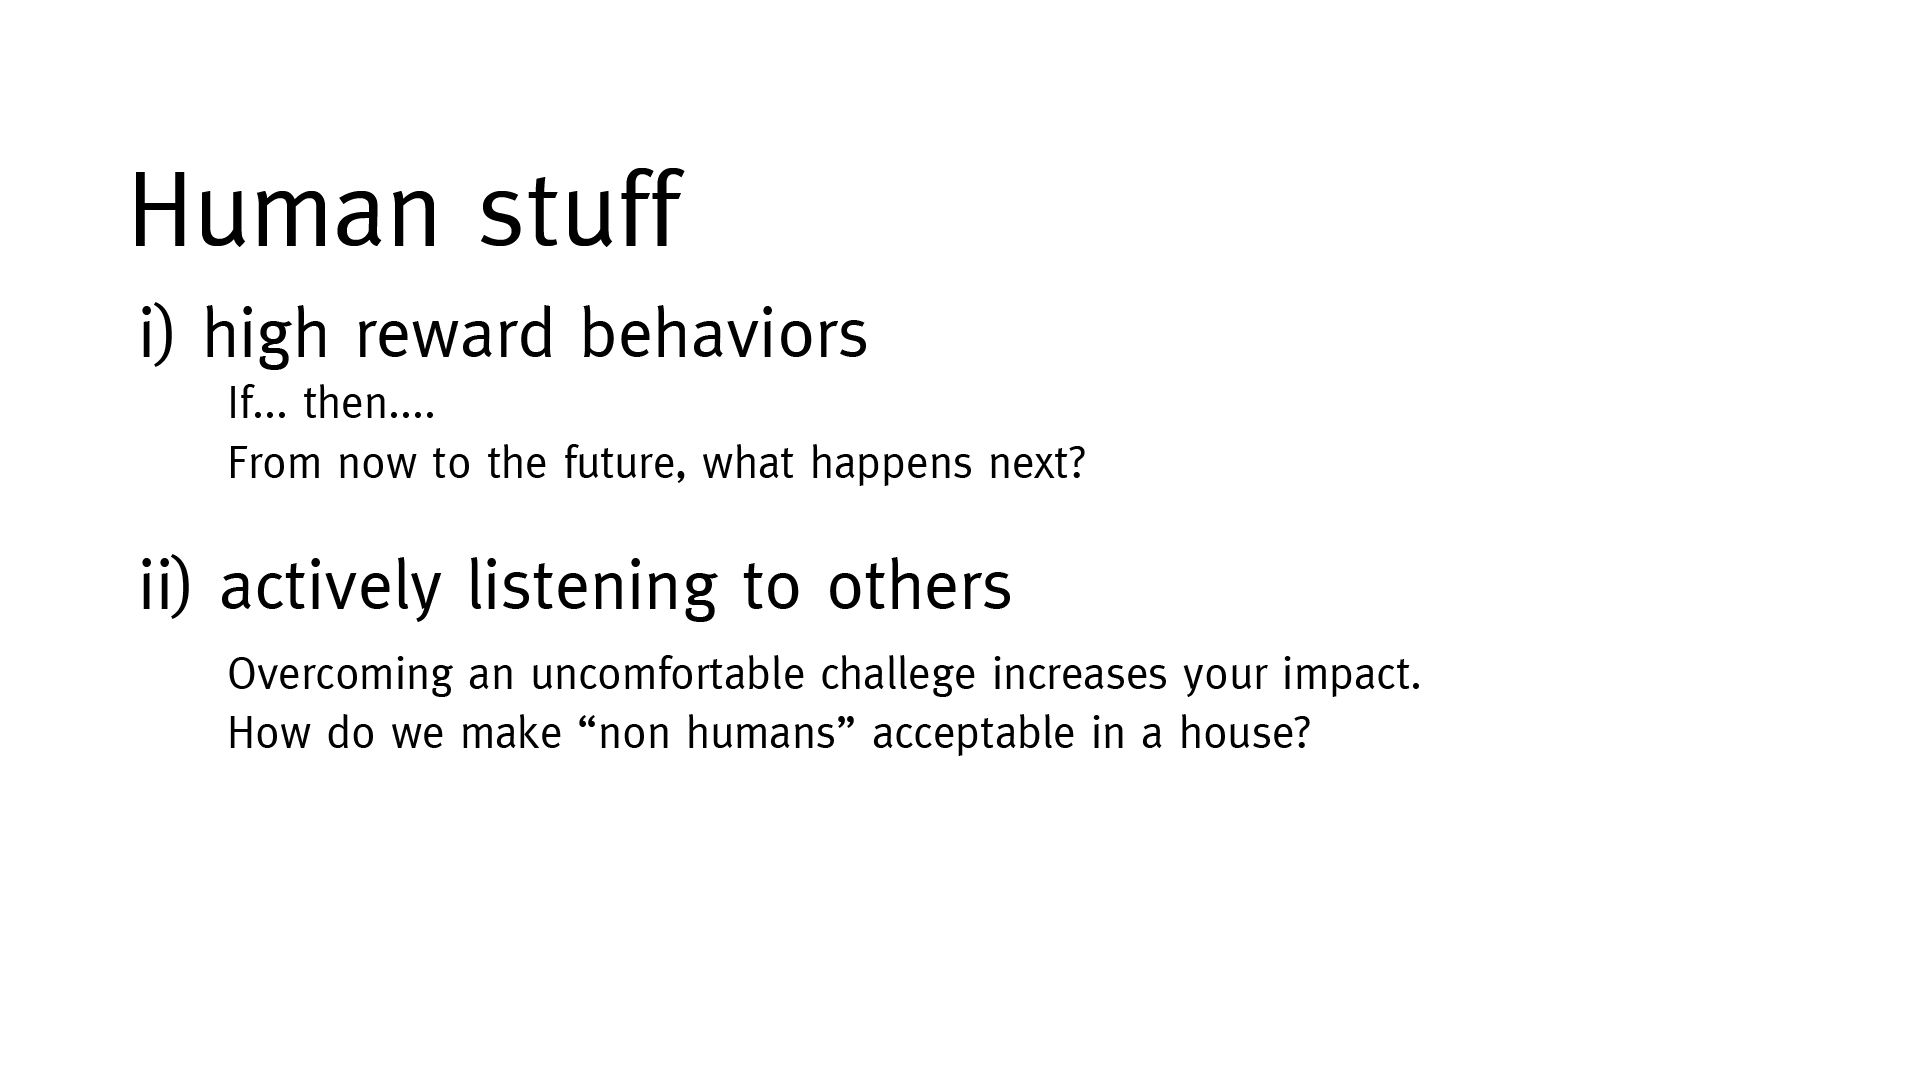 Human stuff
i) high reward behaviors
If... then....
From now to the future, what happens next?
ii) actively listening to others
Overcoming an uncomfortable challege increases your impact.
How do we make “non humans” acceptable in a house?